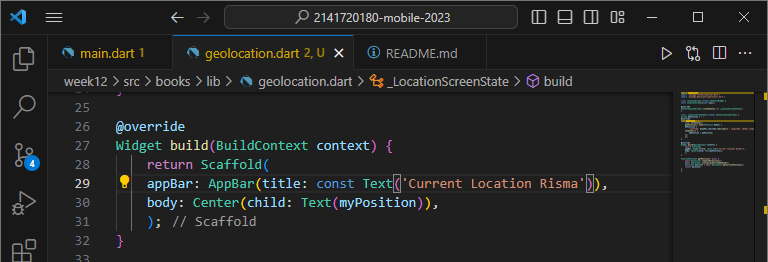 2141720180-mobile-2023
main.dart 1
geolocation.dart 2, U
README.md
week12 > src > books > lib > geolocation.dart > _LocationScreenState > build
25
26 @override
27 Widget build(BuildContext context) {
28 return Scaffold(
29 appBar: AppBar(title: const Text('Current Location Risma')),
30 body: Center(child: Text(myPosition)),
31 ); // Scaffold
32 }
4